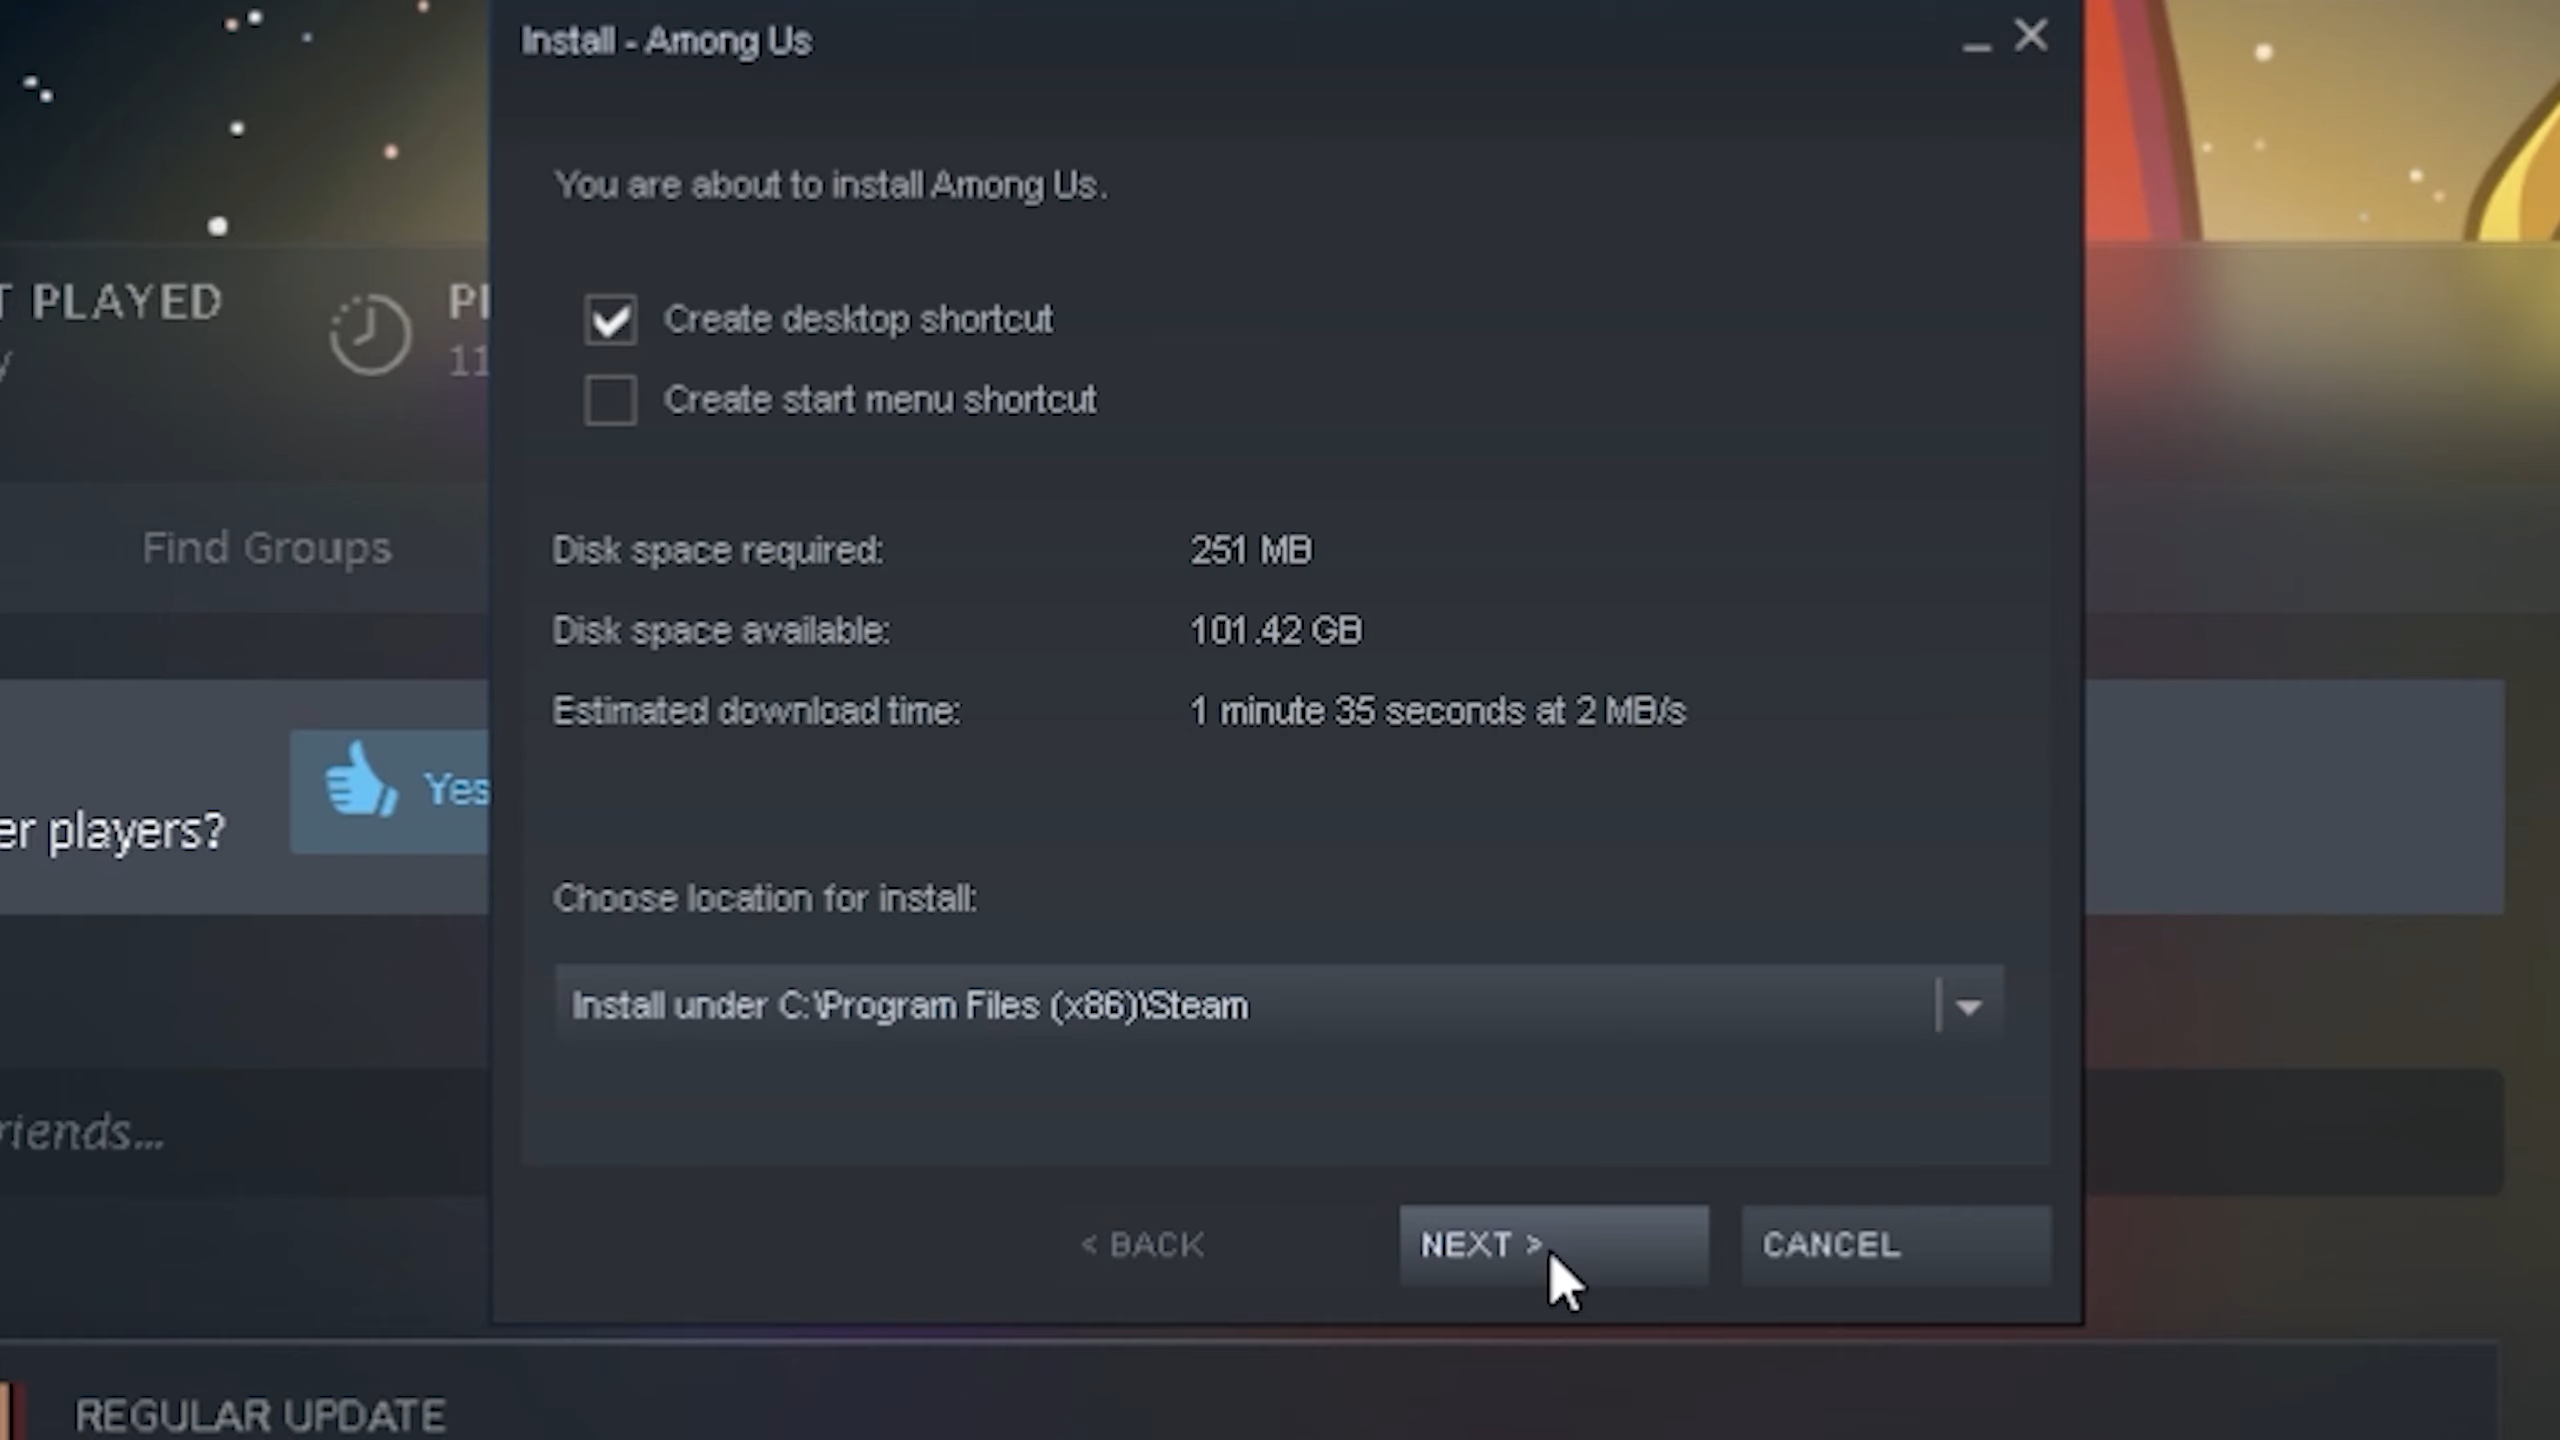 Install - Among Us
You are about to install Among Us.
T PLAYED
Create desktop shortcut
11
Create start menu shortcut
Find Groups
Disk space required: 251 MB
Disk space available: 101.42 GB
Estimated download time: 1 minute 35 seconds at 2 MB/s
Yes
er players?
Choose location for install:
Install under C:\Program Files (x86)\Steam
riends...
< BACK NEXT > CANCEL
REGULAR UPDATE